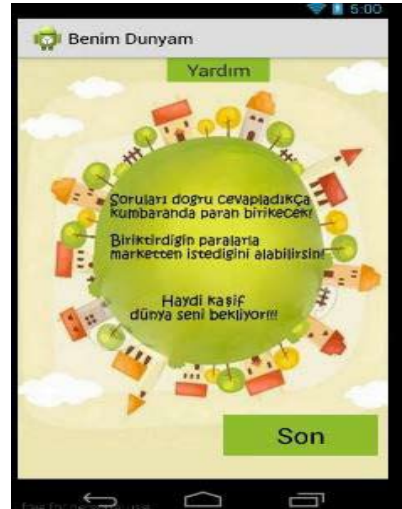 5:00
Benim Dunyam
Yardım
Soruları dogru cevapladıkça
kumbaranda paran birikecek!
Biriktirdigin paralarla
marketten istedigini alabilirsin!
Haydi kaşif
dünya seni bekliyor!!!
Son